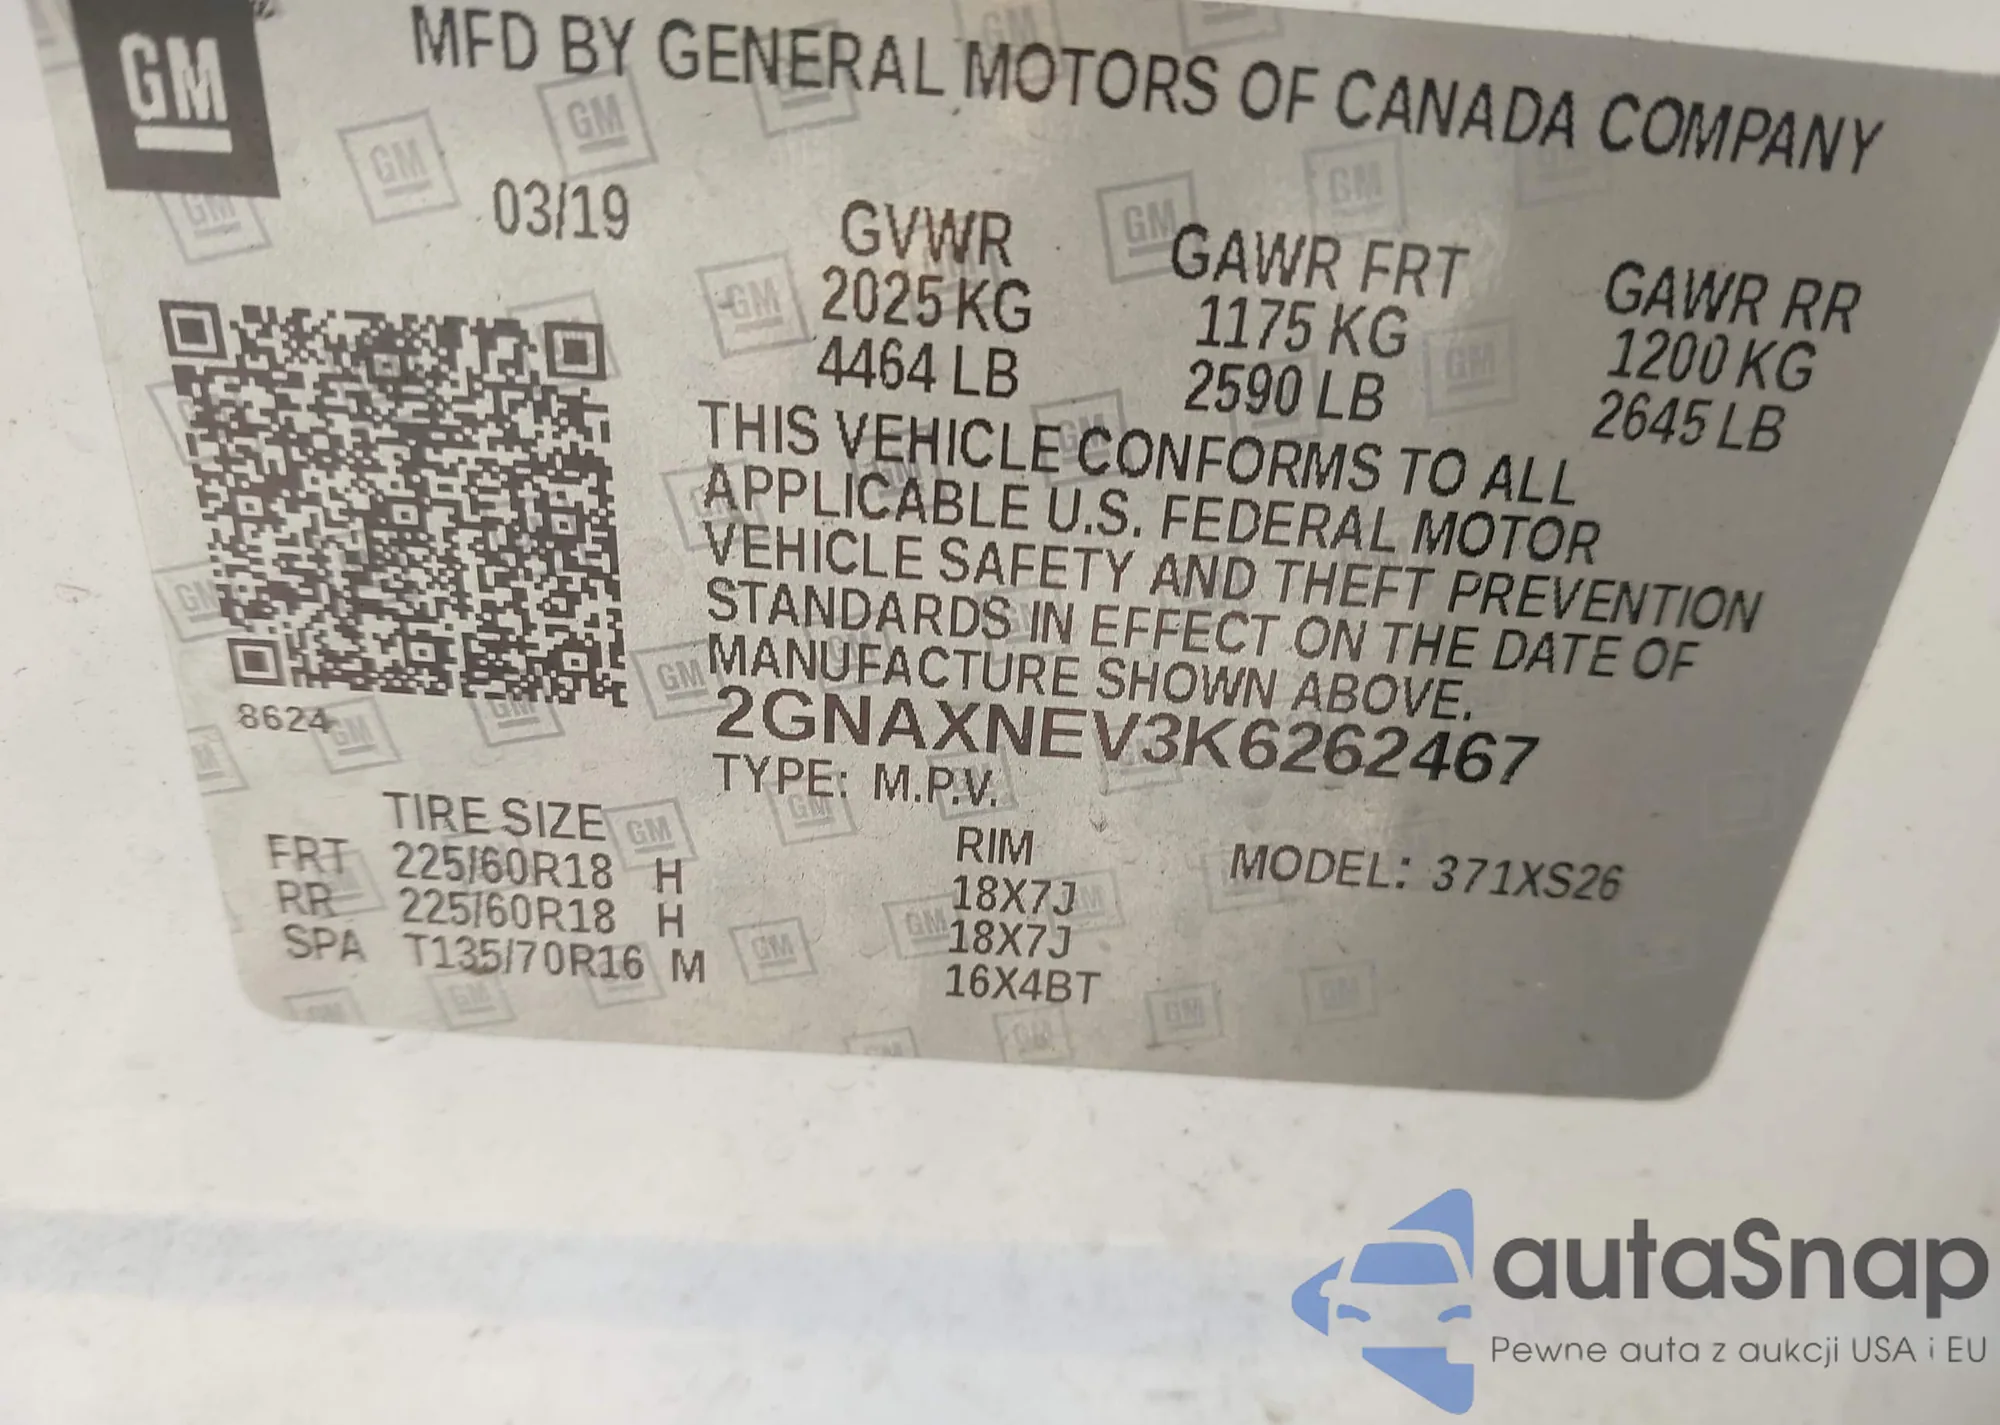 GM
MFD BY GENERAL MOTORS OF CANADA COMPANY
03/19
GVWR
2025 KG
4464 LB
GAWR FRT
1175 KG
2590 LB
GAWR RR
1200 KG
2645 LB
THIS VEHICLE CONFORMS TO ALL
APPLICABLE U.S. FEDERAL MOTOR
VEHICLE SAFETY AND THEFT PREVENTION
STANDARDS IN EFFECT ON THE DATE OF
MANUFACTURE SHOWN ABOVE.
2GNAXNEV3K6262467
8624
TYPE: M.P.V.
TIRE SIZE
RIM
MODEL: 371XS26
FRT 225/60R18 H 18X7J
RR 225/60R18 H 18X7J
SPA T135/70R16 M 16X4BT
autaSnap
Pewne auta z aukcji USA i EU